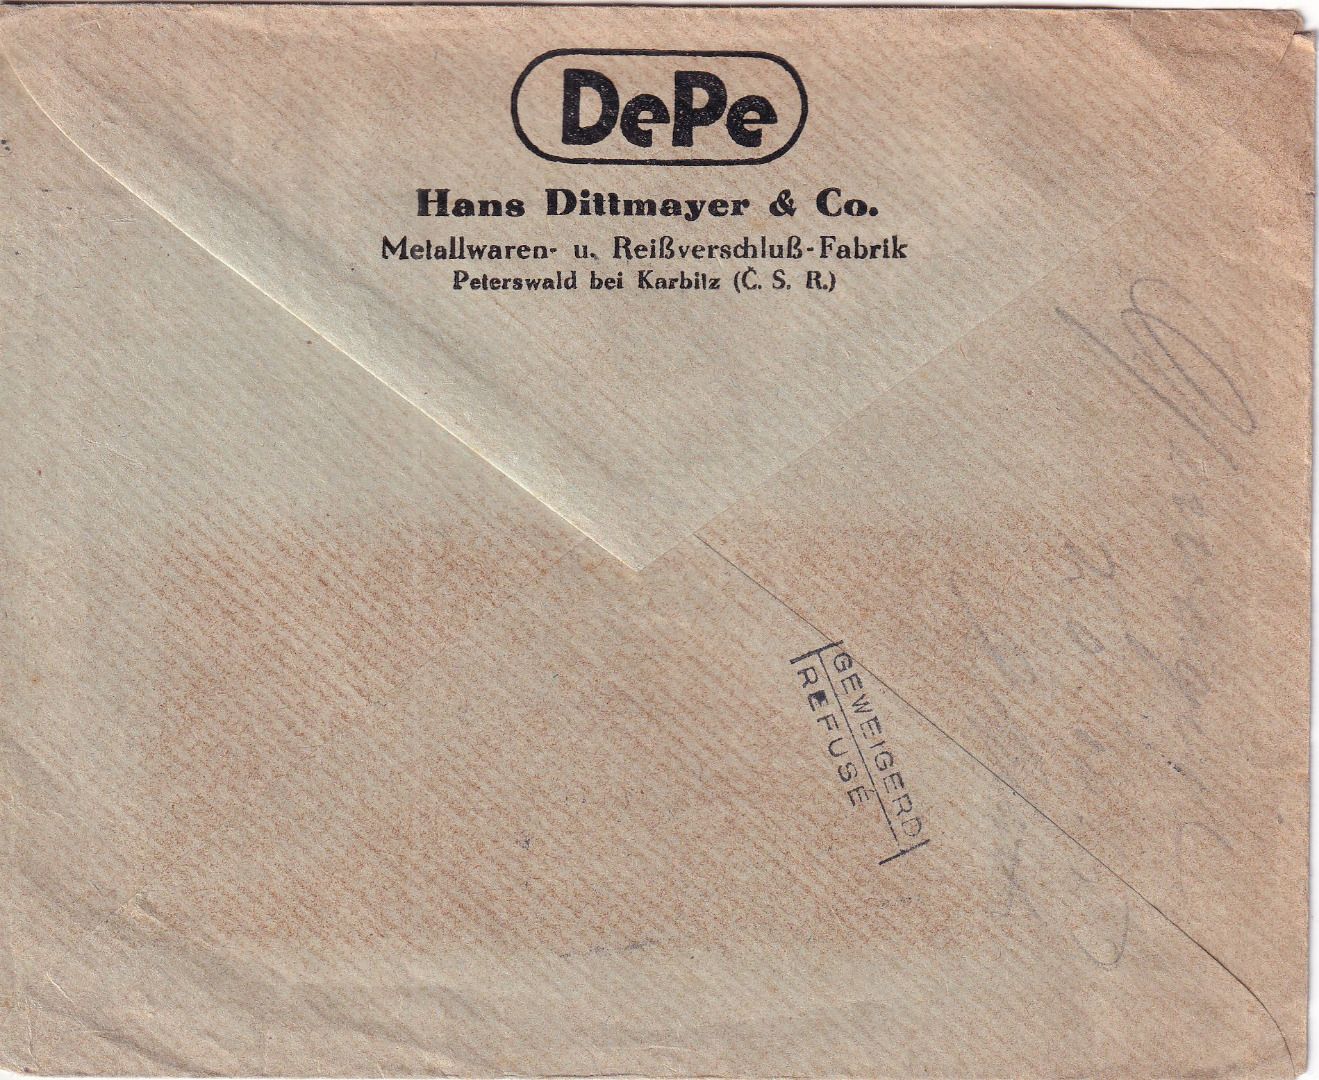 DePe
Hans Dittmayer & Co.
Metallwaren- u. Reißverschluß-Fabrik
Peterswald bei Karbitz (Č. S. R.)
GEWEIGERD
REFUSÉ